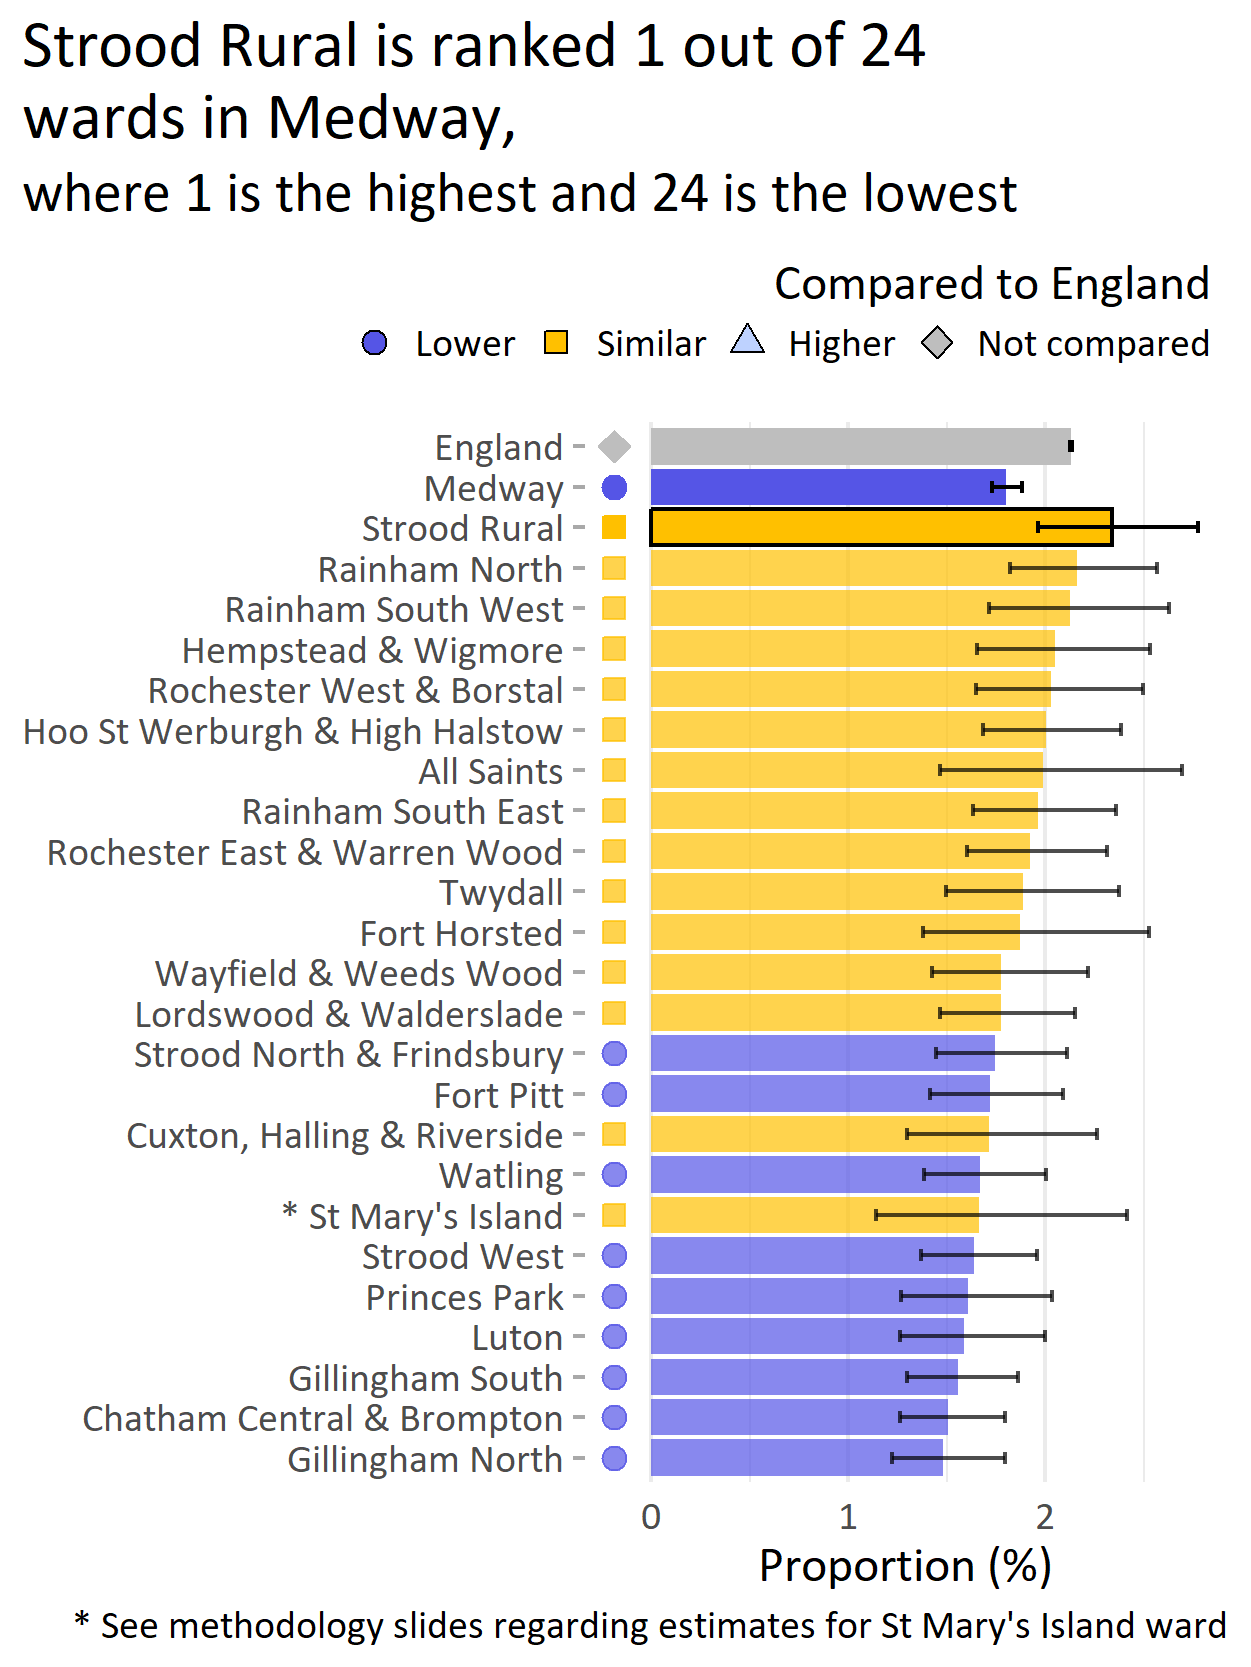 Strood Rural is ranked 1 out of 24
wards in Medway,
where 1 is the highest and 24 is the lowest
Compared to England
Lower Similar Higher Not compared
England
Medway
Strood Rural
Rainham North
Rainham South West
Hempstead & Wigmore
Rochester West & Borstal
Hoo St Werburgh & High Halstow
All Saints
Rainham South East
Rochester East & Warren Wood
Twydall
Fort Horsted
Wayfield & Weeds Wood
Lordswood & Walderslade
Strood North & Frindsbury
Fort Pitt
Cuxton, Halling & Riverside
Watling
* St Mary's Island
Strood West
Princes Park
Luton
Gillingham South
Chatham Central & Brompton
Gillingham North
0 1 2
Proportion (%)
* See methodology slides regarding estimates for St Mary's Island ward